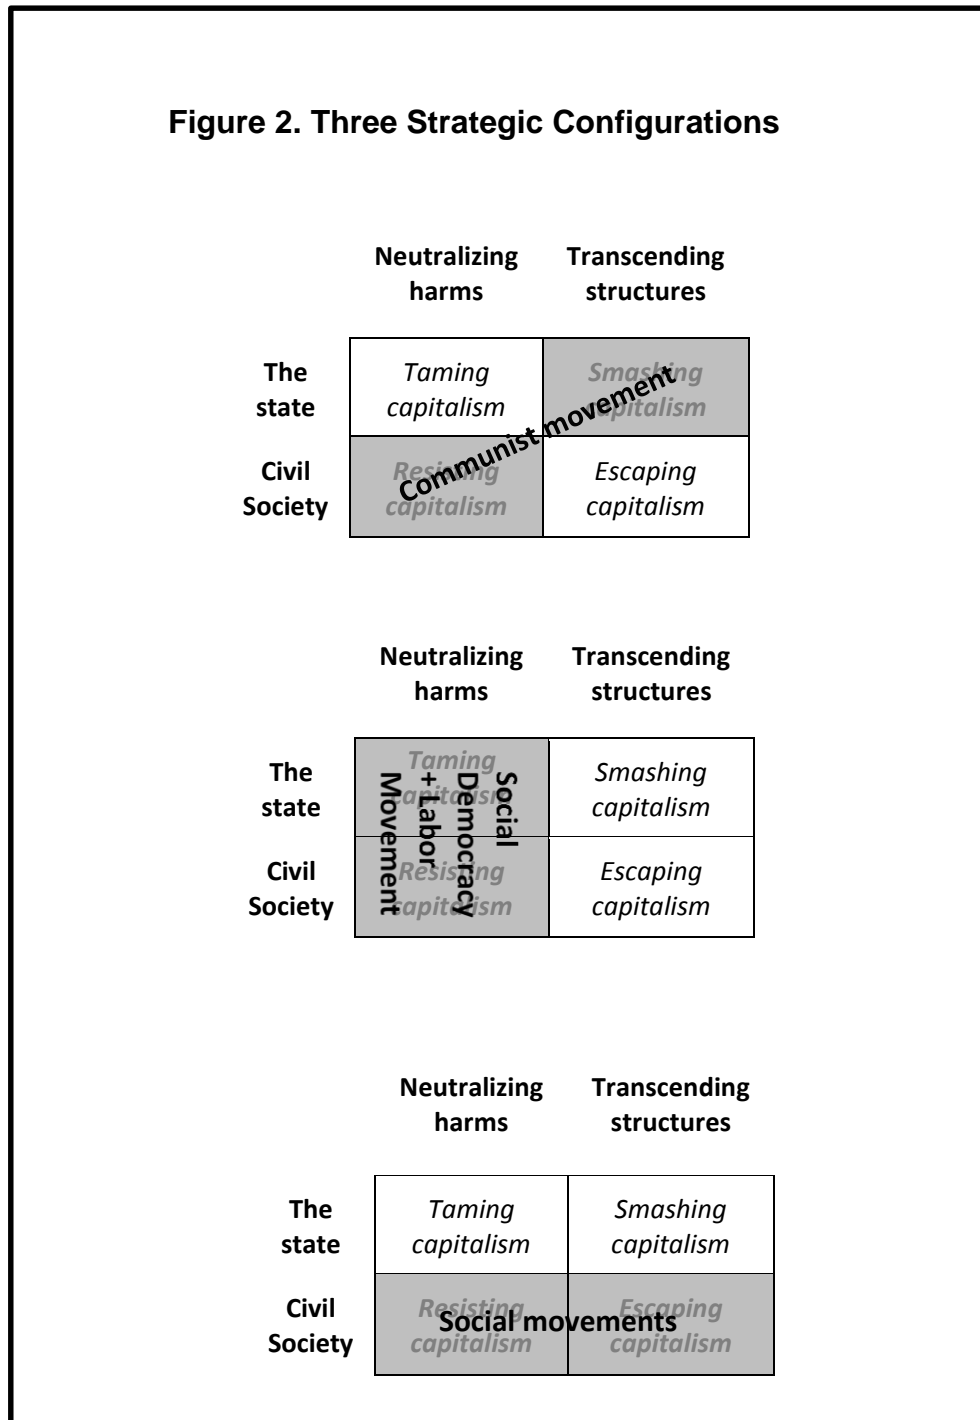 Figure 2. Three Strategic Configurations
Neutralizing Transcending
harms structures
The Taming Smashing
state capitalism capitalism
Communist movement
Civil Resisting Escaping
Society capitalism capitalism
Neutralizing Transcending
harms structures
The Taming Smashing
state capitalism capitalism
Social
Democracy
+ Labor
Movement
Civil Resisting Escaping
Society capitalism capitalism
Neutralizing Transcending
harms structures
The Taming Smashing
state capitalism capitalism
Civil Resisting Escaping
Social movements
Society capitalism capitalism